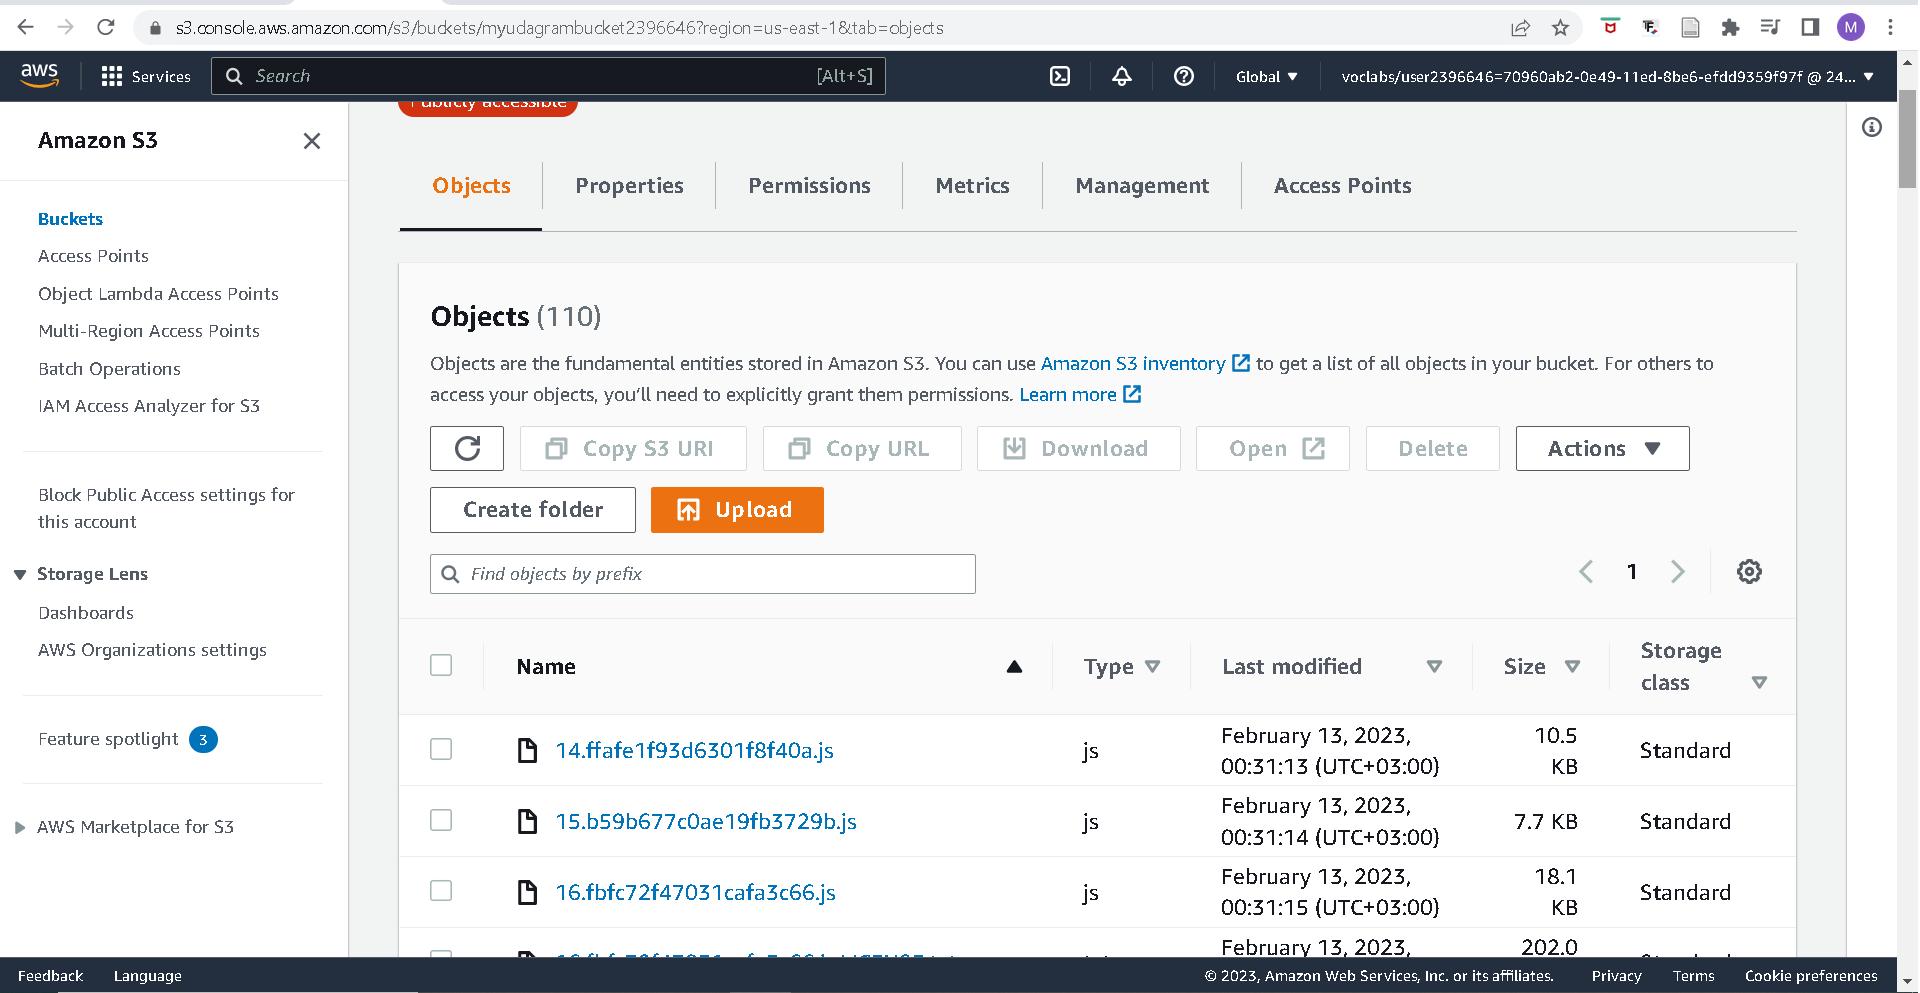 s3.console.aws.amazon.com/s3/buckets/myudagrambucket2396646?region=us-east-1&tab=objects
M
aws
Services
Search
[Alt+S]
Global
voclabs/user2396646=70960ab2-0e49-11ed-8be6-efdd9359f97f @ 24...
Publicly accessible
Amazon S3
Buckets
Access Points
Object Lambda Access Points
Multi-Region Access Points
Batch Operations
IAM Access Analyzer for S3
Block Public Access settings for
this account
Storage Lens
Dashboards
AWS Organizations settings
Feature spotlight 3
AWS Marketplace for S3
Objects
Properties
Permissions
Metrics
Management
Access Points
Objects (110)
Objects are the fundamental entities stored in Amazon S3. You can use Amazon S3 inventory to get a list of all objects in your bucket. For others to
access your objects, you'll need to explicitly grant them permissions. Learn more
Copy S3 URI
Copy URL
Download
Open
Delete
Actions
Create folder
Upload
Find objects by prefix
1
Name
Type
Last modified
Size
Storage
class
14.ffafe1f93d6301f8f40a.js
js
February 13, 2023,
00:31:13 (UTC+03:00)
10.5
KB
Standard
15.b59b677c0ae19fb3729b.js
js
February 13, 2023,
00:31:14 (UTC+03:00)
7.7 KB
Standard
16.fbfc72f47031cafa3c66.js
js
February 13, 2023,
00:31:15 (UTC+03:00)
18.1
KB
Standard
February 13, 2023,
202.0
Feedback
Language
© 2023, Amazon Web Services, Inc. or its affiliates.
Privacy
Terms
Cookie preferences